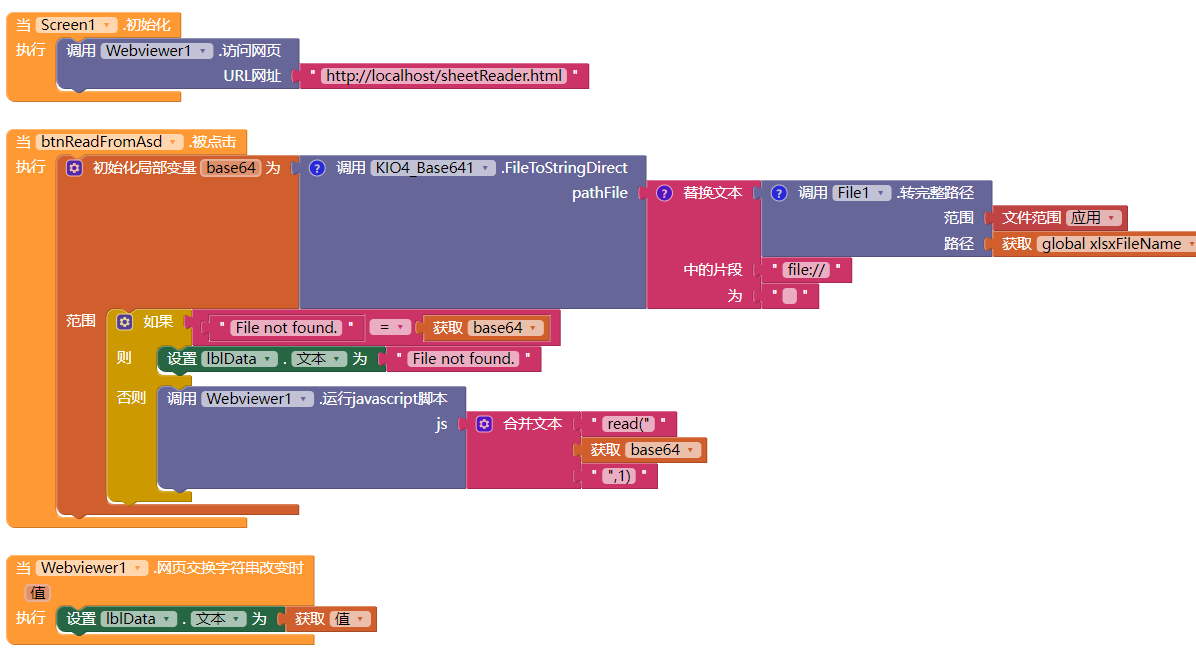 当 Screen1 .初始化
执行 调用 Webviewer1 .访问网页
URL网址 " http://localhost/sheetReader.html "
当 btnReadFromAsd .被点击
执行 初始化局部变量 base64 为 ? 调用 KIO4_Base641 .FileToStringDirect
pathFile ? 替换文本 ? 调用 File1 .转完整路径
范围 文件范围 应用
路径 获取 global xlsxFileName
中的片段 " file:// "
为 " "
范围 如果 " File not found. " = 获取 base64
则 设置 lblData . 文本 为 " File not found. "
否则 调用 Webviewer1 .运行javascript脚本
js 合并文本 " read(" "
获取 base64
" ",1) "
当 Webviewer1 .网页交换字符串改变时
值
执行 设置 lblData . 文本 为 获取 值